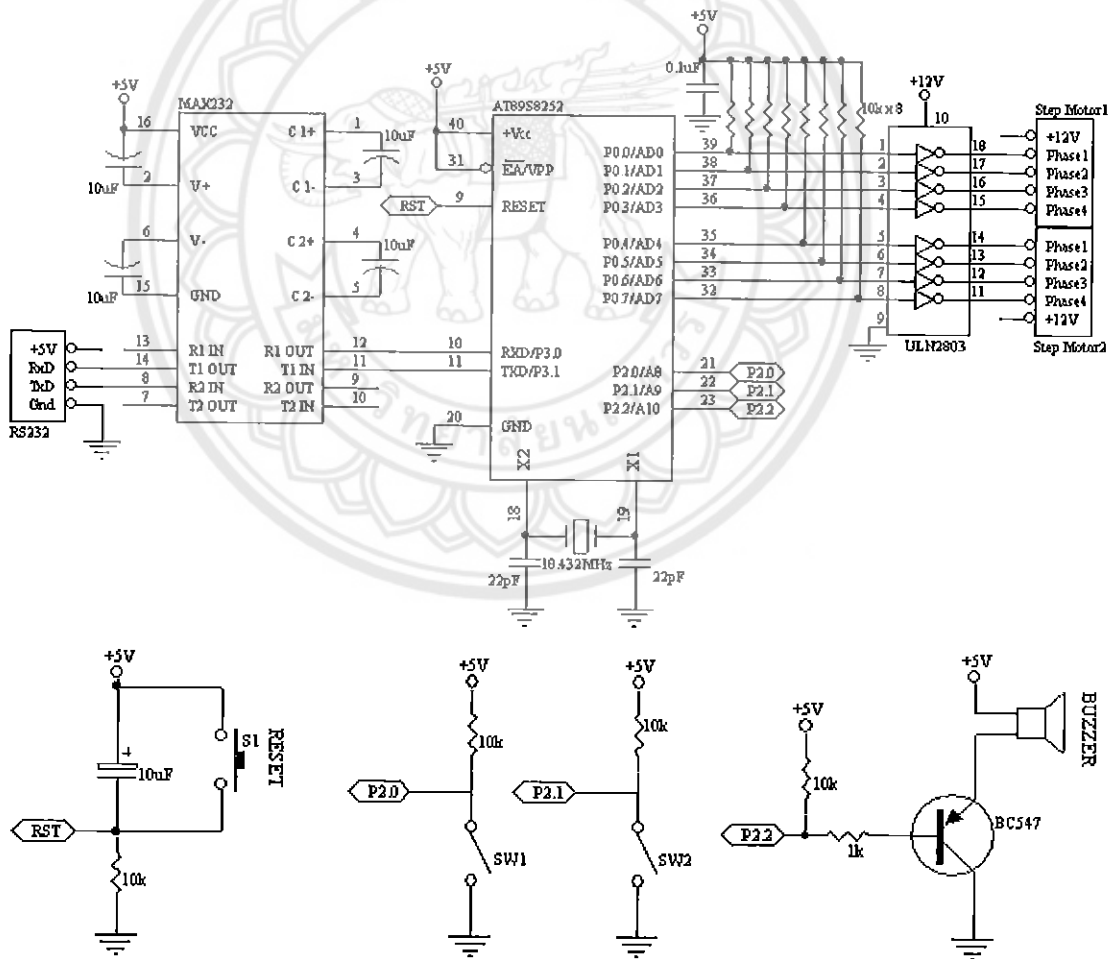 +5V
MAX232
16
VCC
C1+
1
10uF
10uF
2
V+
C1-
3
6
V-
C2+
4
10uF
10uF
15
GND
C2-
5
13
R1 IN
R1 OUT
12
14
T1 OUT
T1 IN
11
8
R2 IN
R2 OUT
9
7
T2 OUT
T2 IN
10
+5V
RxD
TxD
Gnd
RS232
+5V
AT89S8252
40
+Vcc
31
EA/VPP
RST
9
RESET
10
RXD/P3.0
11
TXD/P3.1
20
GND
X2
X1
18
19
18.432MHz
22pF
22pF
P0.0/AD0
39
P0.1/AD1
38
P0.2/AD2
37
P0.3/AD3
36
P0.4/AD4
35
P0.5/AD5
34
P0.6/AD6
33
P0.7/AD7
32
P2.0/A8
21
P2.0
P2.1/A9
22
P2.1
P2.2/A10
23
P2.2
+5V
0.1uF
10k x 8
+12V
10
1
18
2
17
3
16
4
15
5
14
6
13
7
12
8
11
9
ULN2803
Step Motor1
+12V
Phase1
Phase2
Phase3
Phase4
Phase1
Phase2
Phase3
Phase4
+12V
Step Motor2
+5V
+
10uF
S1
RESET
RST
10k
+5V
10k
P2.0
SW1
+5V
10k
P2.1
SW2
+5V
10k
P2.2
1k
+5V
BUZZER
BC547